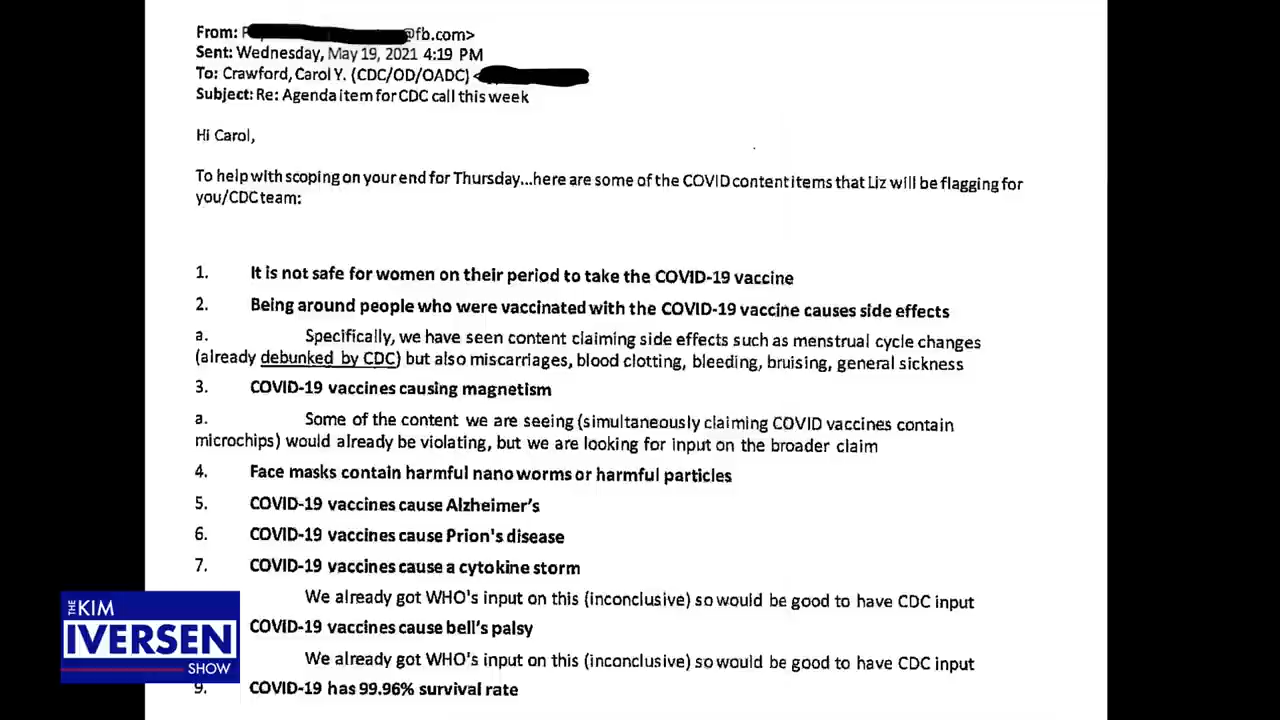 From: F @fb.com>
Sent: Wednesday, May 19, 2021 4:19 PM
To: Crawford, Carol Y. (CDC/OD/OADC) <
Subject: Re: Agenda item for CDC call this week
Hi Carol,
To help with scoping on your end for Thursday...here are some of the COVID content items that Liz will be flagging for
you/CDC team:
1. It is not safe for women on their period to take the COVID-19 vaccine
2. Being around people who were vaccinated with the COVID-19 vaccine causes side effects
a. Specifically, we have seen content claiming side effects such as menstrual cycle changes
(already debunked by CDC) but also miscarriages, blood clotting, bleeding, bruising, general sickness
3. COVID-19 vaccines causing magnetism
a. Some of the content we are seeing (simultaneously claiming COVID vaccines contain
microchips) would already be violating, but we are looking for input on the broader claim
4. Face masks contain harmful nano worms or harmful particles
5. COVID-19 vaccines cause Alzheimer's
6. COVID-19 vaccines cause Prion's disease
7. COVID-19 vaccines cause a cytokine storm
We already got WHO's input on this (inconclusive) so would be good to have CDC input
COVID-19 vaccines cause bell's palsy
We already got WHO's input on this (inconclusive) so would be good to have CDC input
9. COVID-19 has 99.96% survival rate
THE KIM
IVERSEN
SHOW